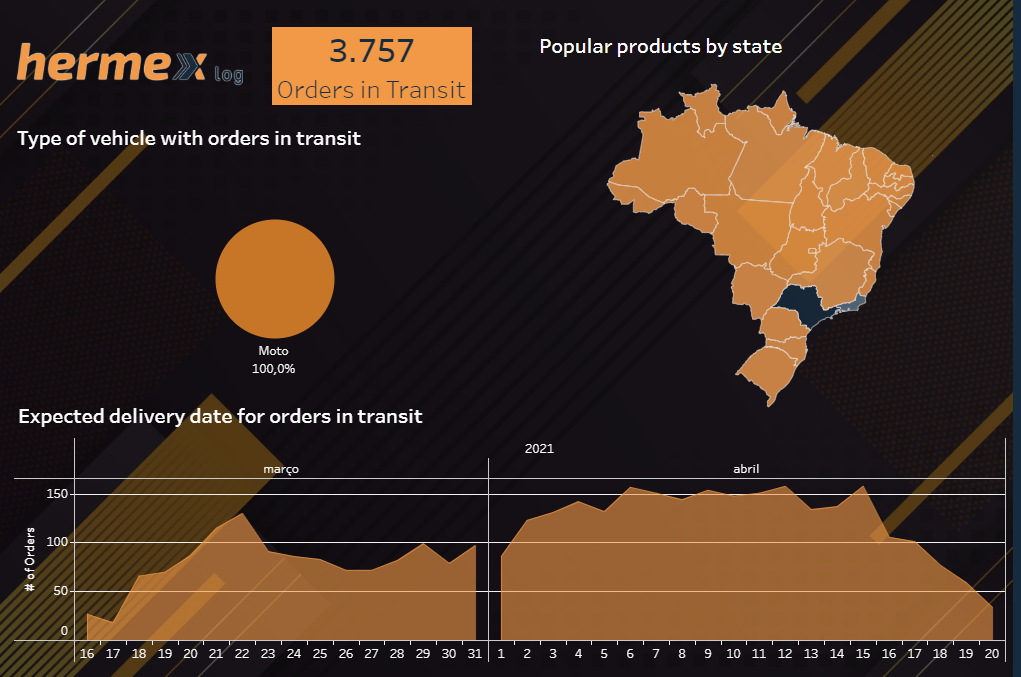 hermex log
3.757
Orders in Transit
Popular products by state
Type of vehicle with orders in transit
Moto
100,0%
Expected delivery date for orders in transit
2021
março
abril
# of Orders
150
100
50
0
16 17 18 19 20 21 22 23 24 25 26 27 28 29 30 31 1 2 3 4 5 6 7 8 9 10 11 12 13 14 15 16 17 18 19 20